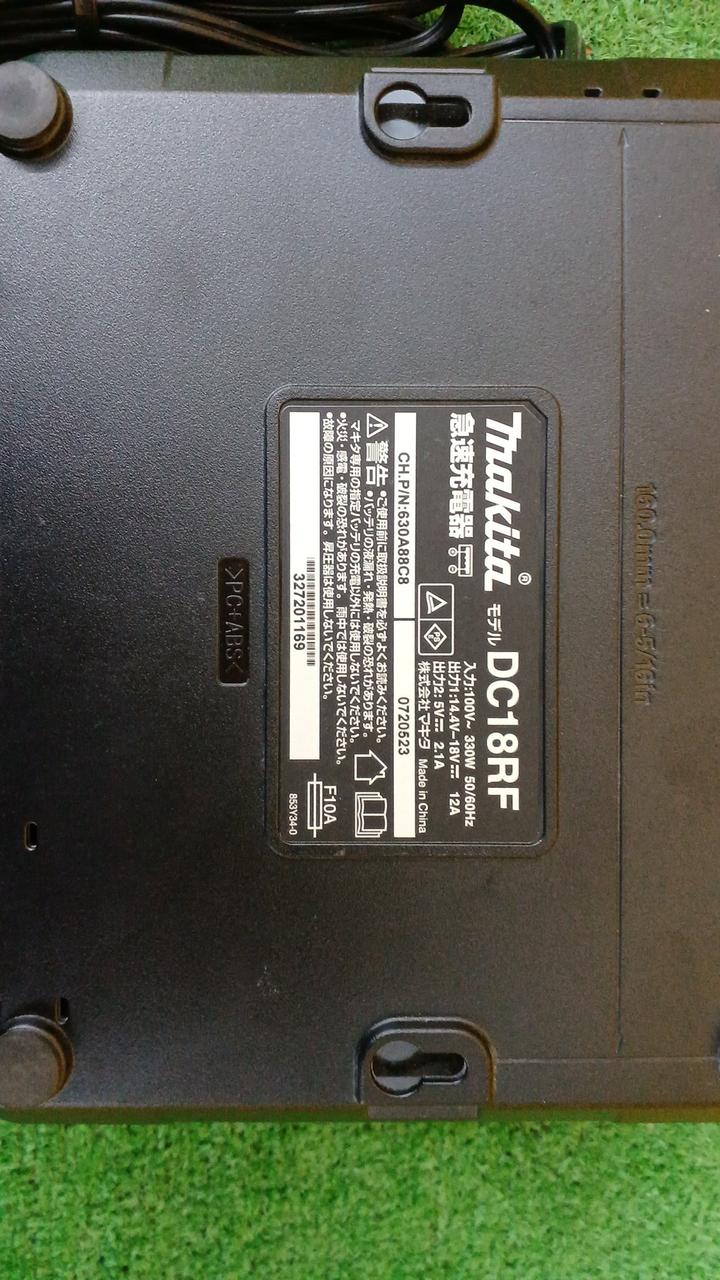 makita®
モデル DC18RF
急速充電器
入力:100V~ 330W 50/60Hz
出力1:14.4V-18V⎓ 12A
出力2: 5V⎓ 2.1A
PS E
株式会社マキタ Made in China
CH.P/N:630A88C8
0720523
警告
•ご使用前に取扱説明書を必ずよくお読みください。
•バッテリの液漏れ・発熱・破裂の恐れがあります。
マキタ専用の指定バッテリの充電以外には使用しないでください。
•火災・感電・破裂の恐れがあります。 雨中では使用しないでください。
•故障の原因になります。昇圧器は使用しないでください。
327201169
F10A
853Y34-0
>PC+ABS<
160.0mm = 6-5/16in